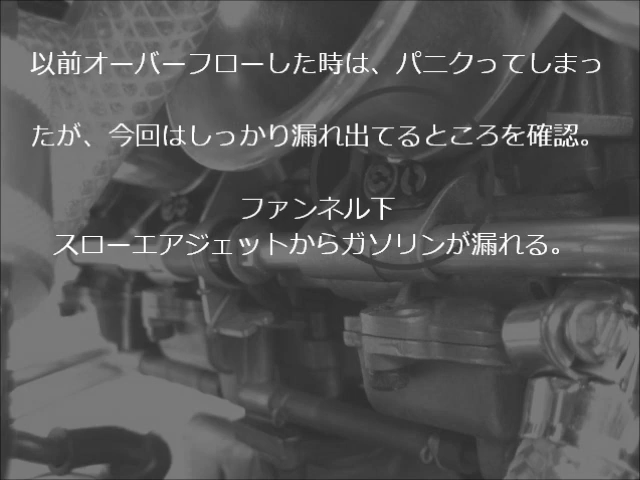 以前オーバーフローした時は、パニクってしまっ
たが、今回はしっかり漏れ出てるところを確認。
ファンネル下
スローエアジェットからガソリンが漏れる。